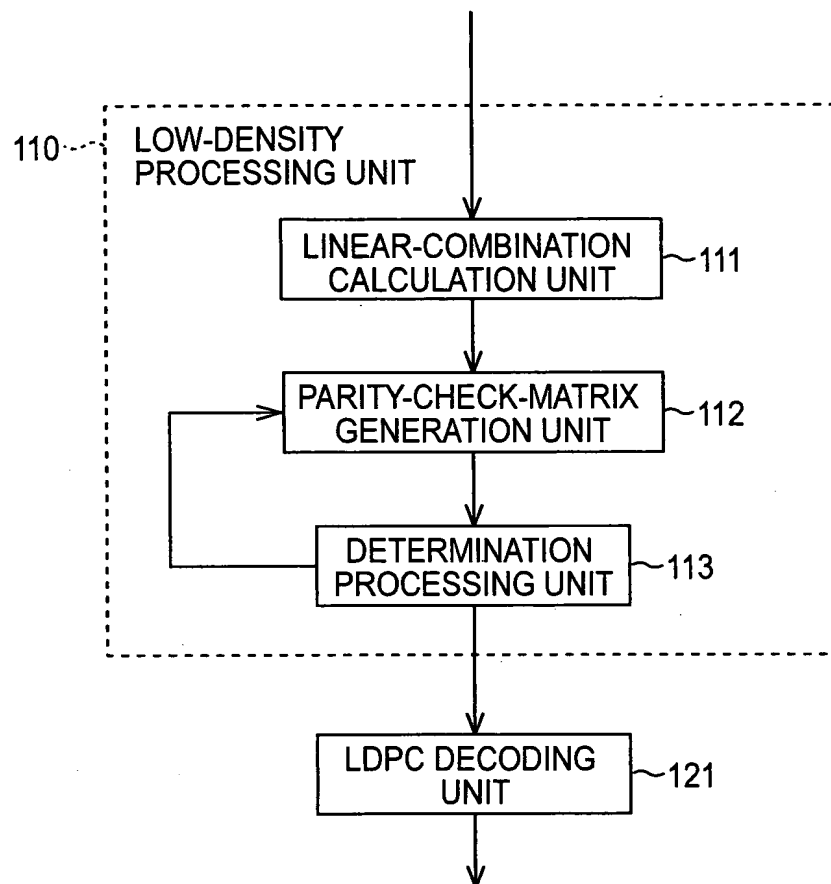 110
LOW-DENSITY
PROCESSING UNIT
LINEAR-COMBINATION
CALCULATION UNIT
111
PARITY-CHECK-MATRIX
GENERATION UNIT
112
DETERMINATION
PROCESSING UNIT
113
LDPC DECODING
UNIT
121